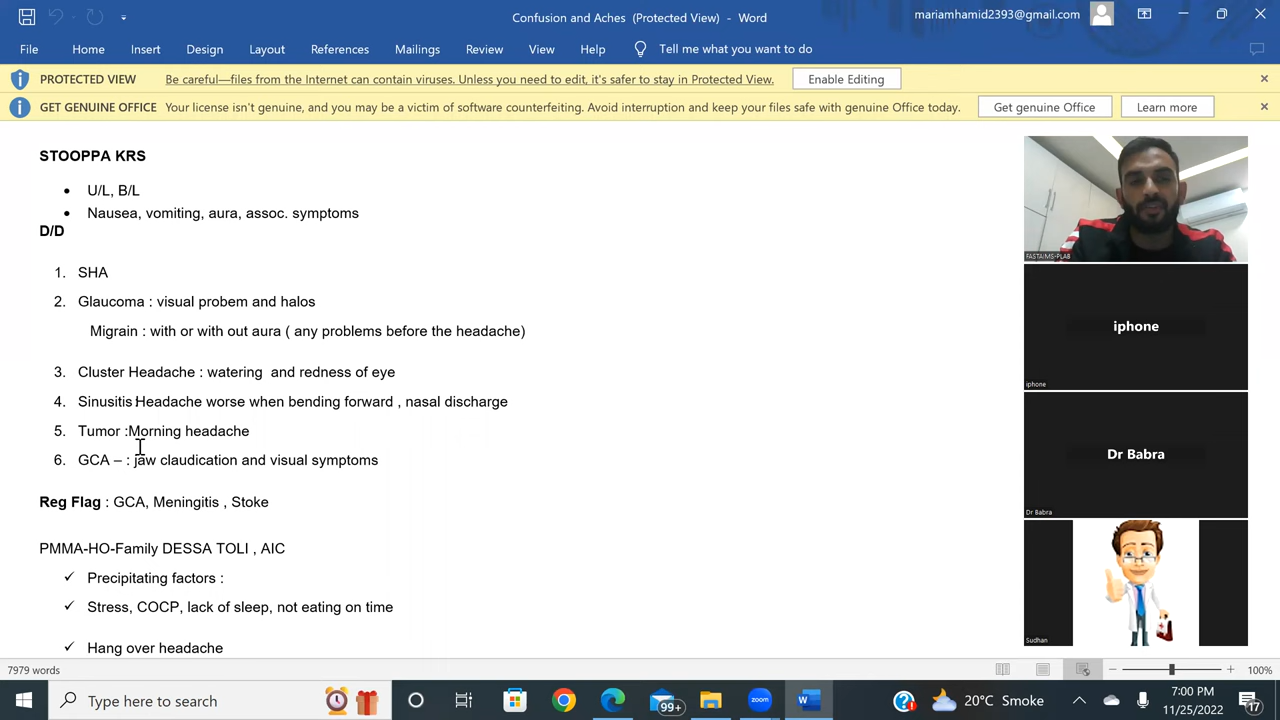 Confusion and Aches (Protected View) - Word
mariamhamid2393@gmail.com
File Home Insert Design Layout References Mailings Review View Help Tell me what you want to do
PROTECTED VIEW Be careful—files from the Internet can contain viruses. Unless you need to edit, it's safer to stay in Protected View. Enable Editing
GET GENUINE OFFICE Your license isn't genuine, and you may be a victim of software counterfeiting. Avoid interruption and keep your files safe with genuine Office today. Get genuine Office Learn more
STOOPPA KRS
• U/L, B/L
• Nausea, vomiting, aura, assoc. symptoms
D/D
1. SHA
2. Glaucoma : visual probem and halos
Migrain : with or with out aura ( any problems before the headache)
3. Cluster Headache : watering and redness of eye
4. Sinusitis Headache worse when bending forward , nasal discharge
5. Tumor :Morning headache
6. GCA – : jaw claudication and visual symptoms
Reg Flag : GCA, Meningitis , Stoke
PMMA-HO-Family DESSA TOLI , AIC
✓ Precipitating factors :
✓ Stress, COCP, lack of sleep, not eating on time
✓ Hang over headache
FASTAIMS-PLAB
iphone
iphone
Dr Babra
Dr Babra
Sudhan
7979 words
100%
Type here to search
99+
20°C Smoke
7:00 PM
11/25/2022
17